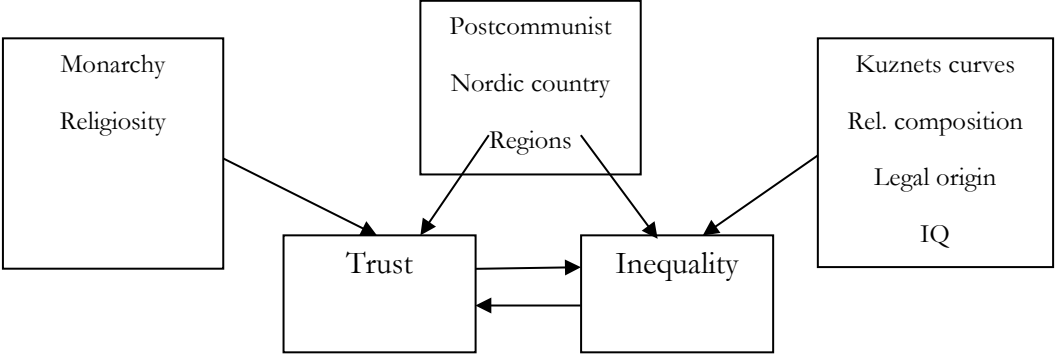 Monarchy
Religiosity
Postcommunist
Nordic country
Regions
Kuznets curves
Rel. composition
Legal origin
IQ
Trust
Inequality